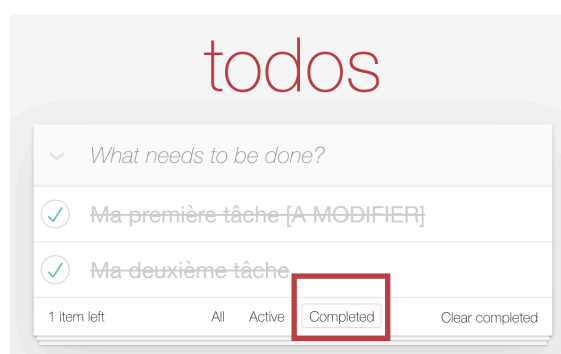 todos
What needs to be done?
Ma première tâche [A MODIFIER]
Ma deuxième tâche
1 item left All Active Completed Clear completed